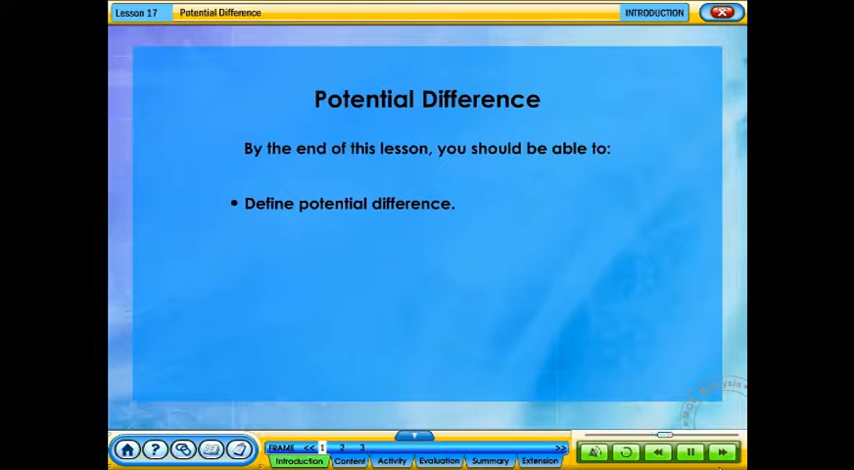 Lesson 17 Potential Difference INTRODUCTION
Potential Difference
By the end of this lesson, you should be able to:
• Define potential difference.
Malaysia
FRAME << 1 2 3 >>
Introduction Content Activity Evaluation Summary Extension